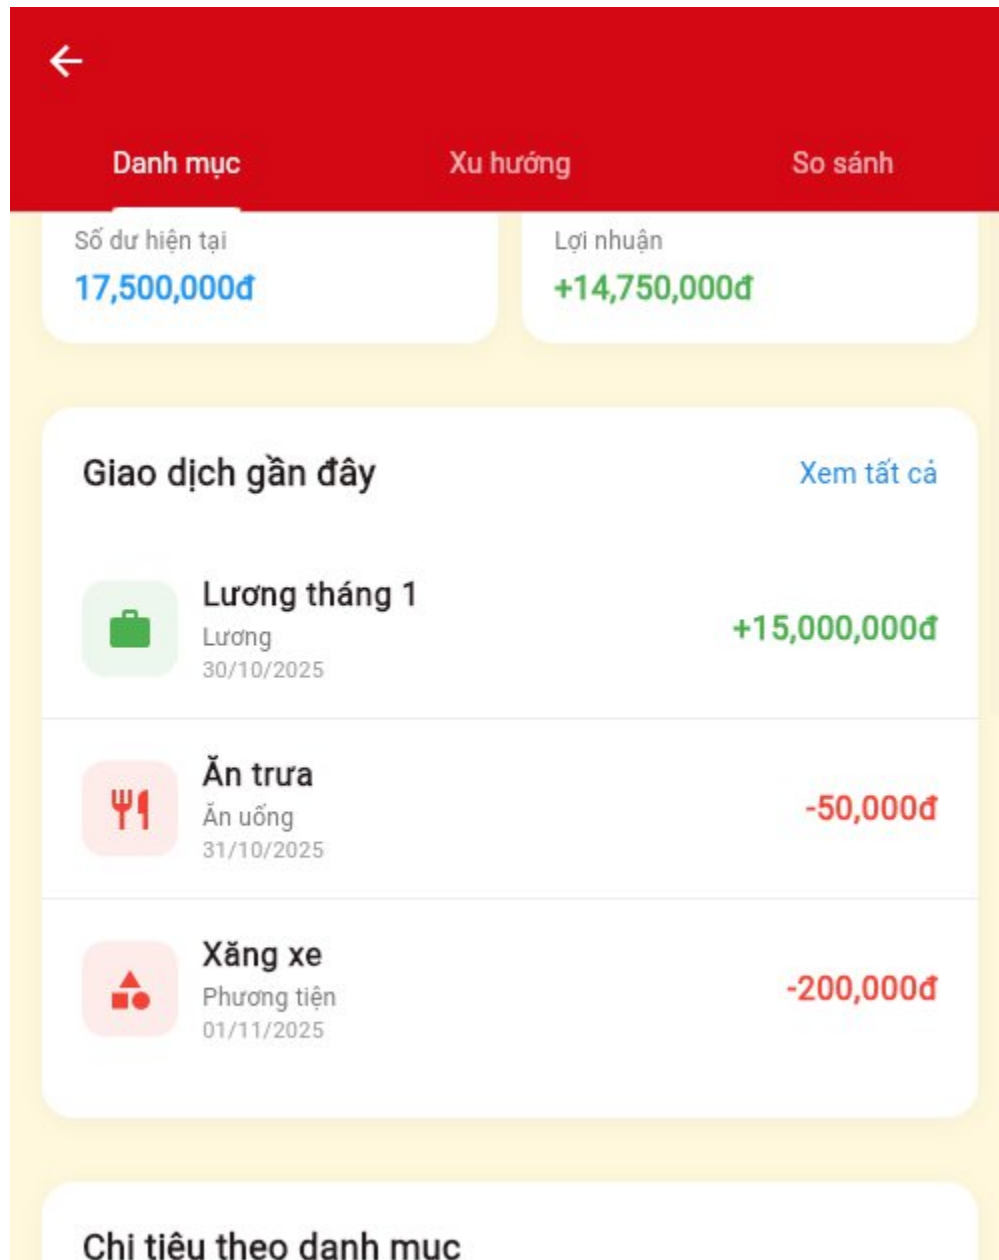 Danh mục
Xu hướng
So sánh
Số dư hiện tại
17,500,000đ
Lợi nhuận
+14,750,000đ
Giao dịch gần đây
Xem tất cả
Lương tháng 1
Lương
30/10/2025
+15,000,000đ
Ăn trưa
Ăn uống
31/10/2025
-50,000đ
Xăng xe
Phương tiện
01/11/2025
-200,000đ
Chi tiêu theo danh mục